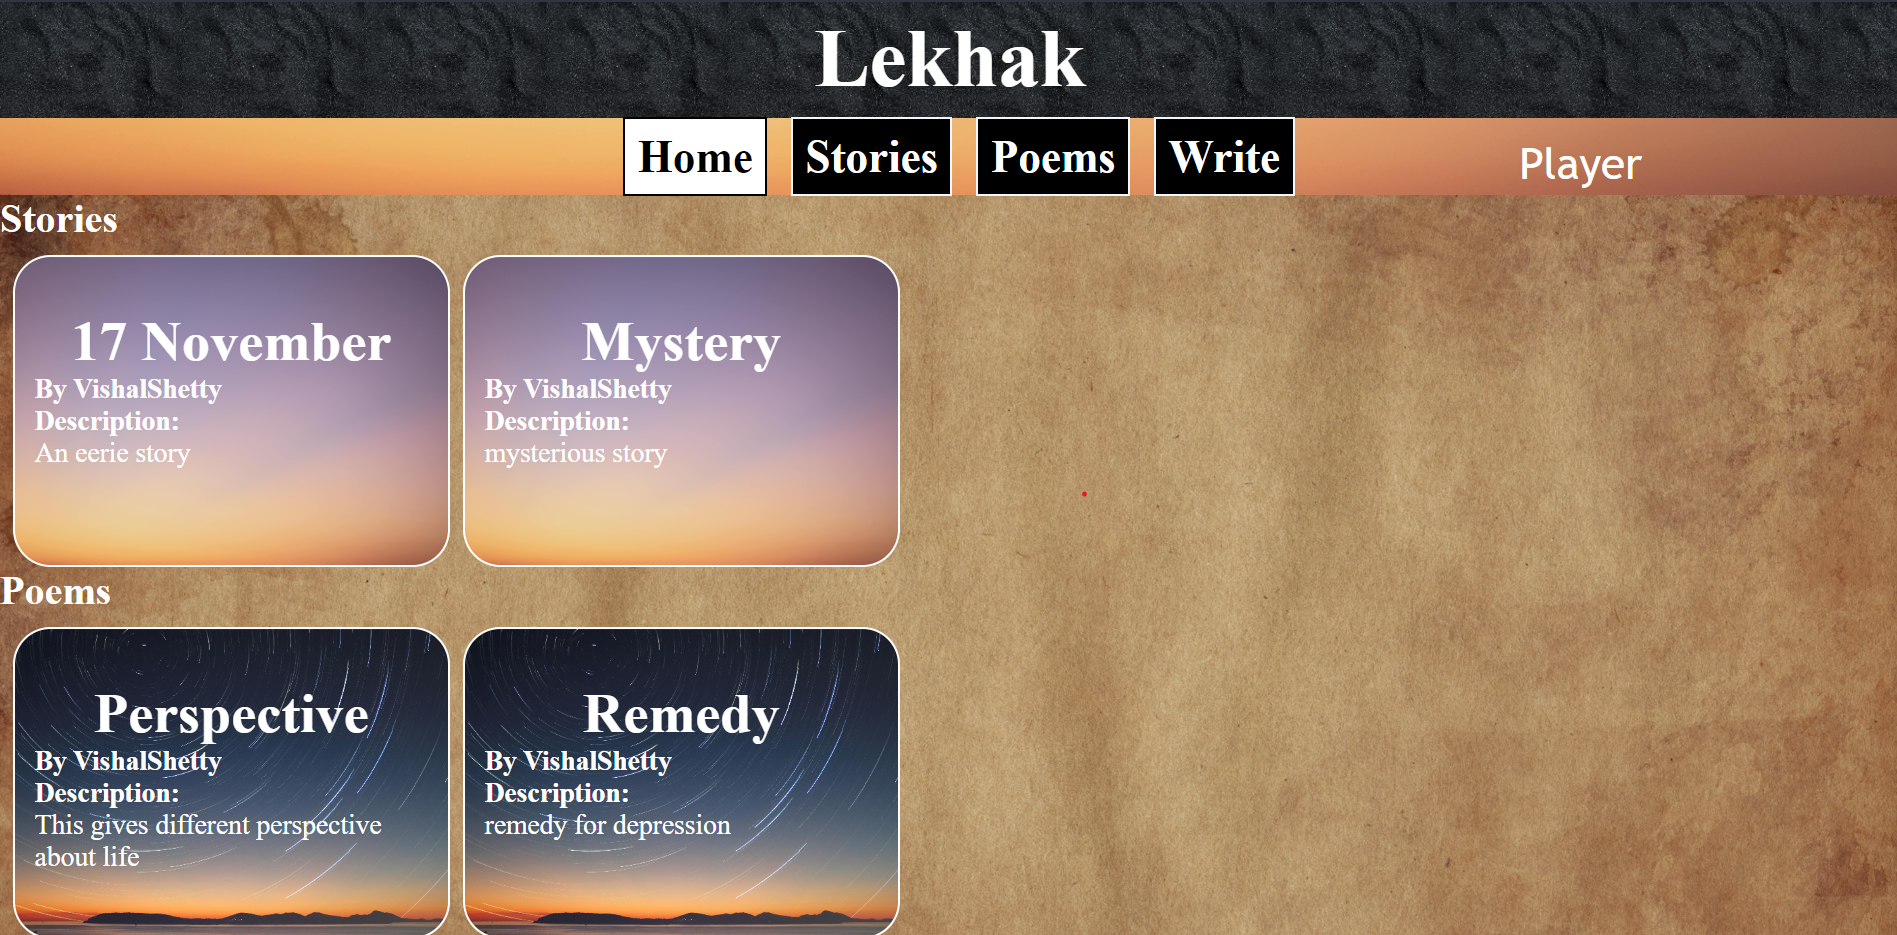 Lekhak
Home Stories Poems Write Player
Stories
17 November
By VishalShetty
Description:
An eerie story
Mystery
By VishalShetty
Description:
mysterious story
Poems
Perspective
By VishalShetty
Description:
This gives different perspective
about life
Remedy
By VishalShetty
Description:
remedy for depression